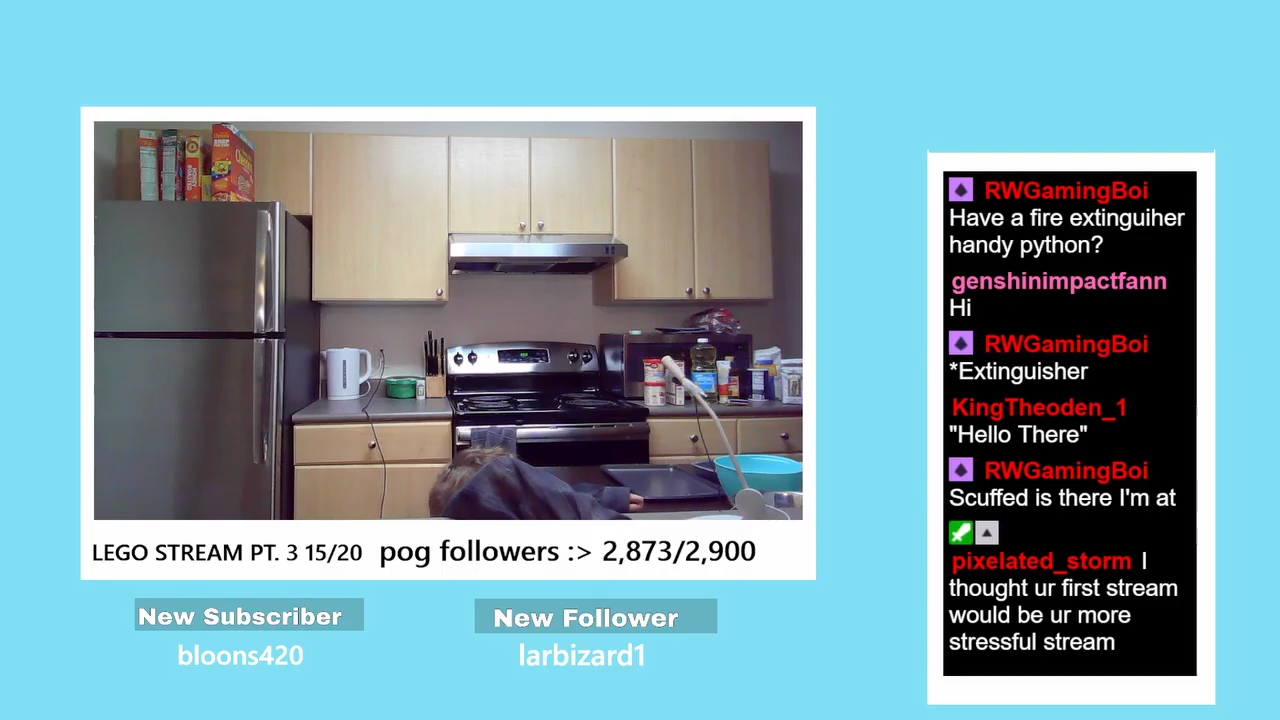 RWGamingBoi
Have a fire extinguiher
handy python?
genshinimpactfann
Hi
RWGamingBoi
*Extinguisher
KingTheoden_1
"Hello There"
RWGamingBoi
Scuffed is there I'm at
pixelated_storm I
thought ur first stream
would be ur more
stressful stream
LEGO STREAM PT. 3 15/20 pog followers :> 2,873/2,900
New Subscriber
bloons420
New Follower
larbizard1